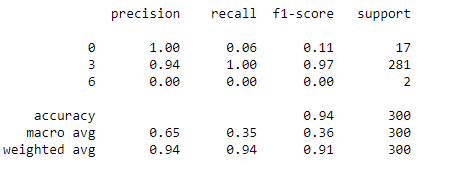 precision recall f1-score support
0 1.00 0.06 0.11 17
3 0.94 1.00 0.97 281
6 0.00 0.00 0.00 2
accuracy 0.94 300
macro avg 0.65 0.35 0.36 300
weighted avg 0.94 0.94 0.91 300